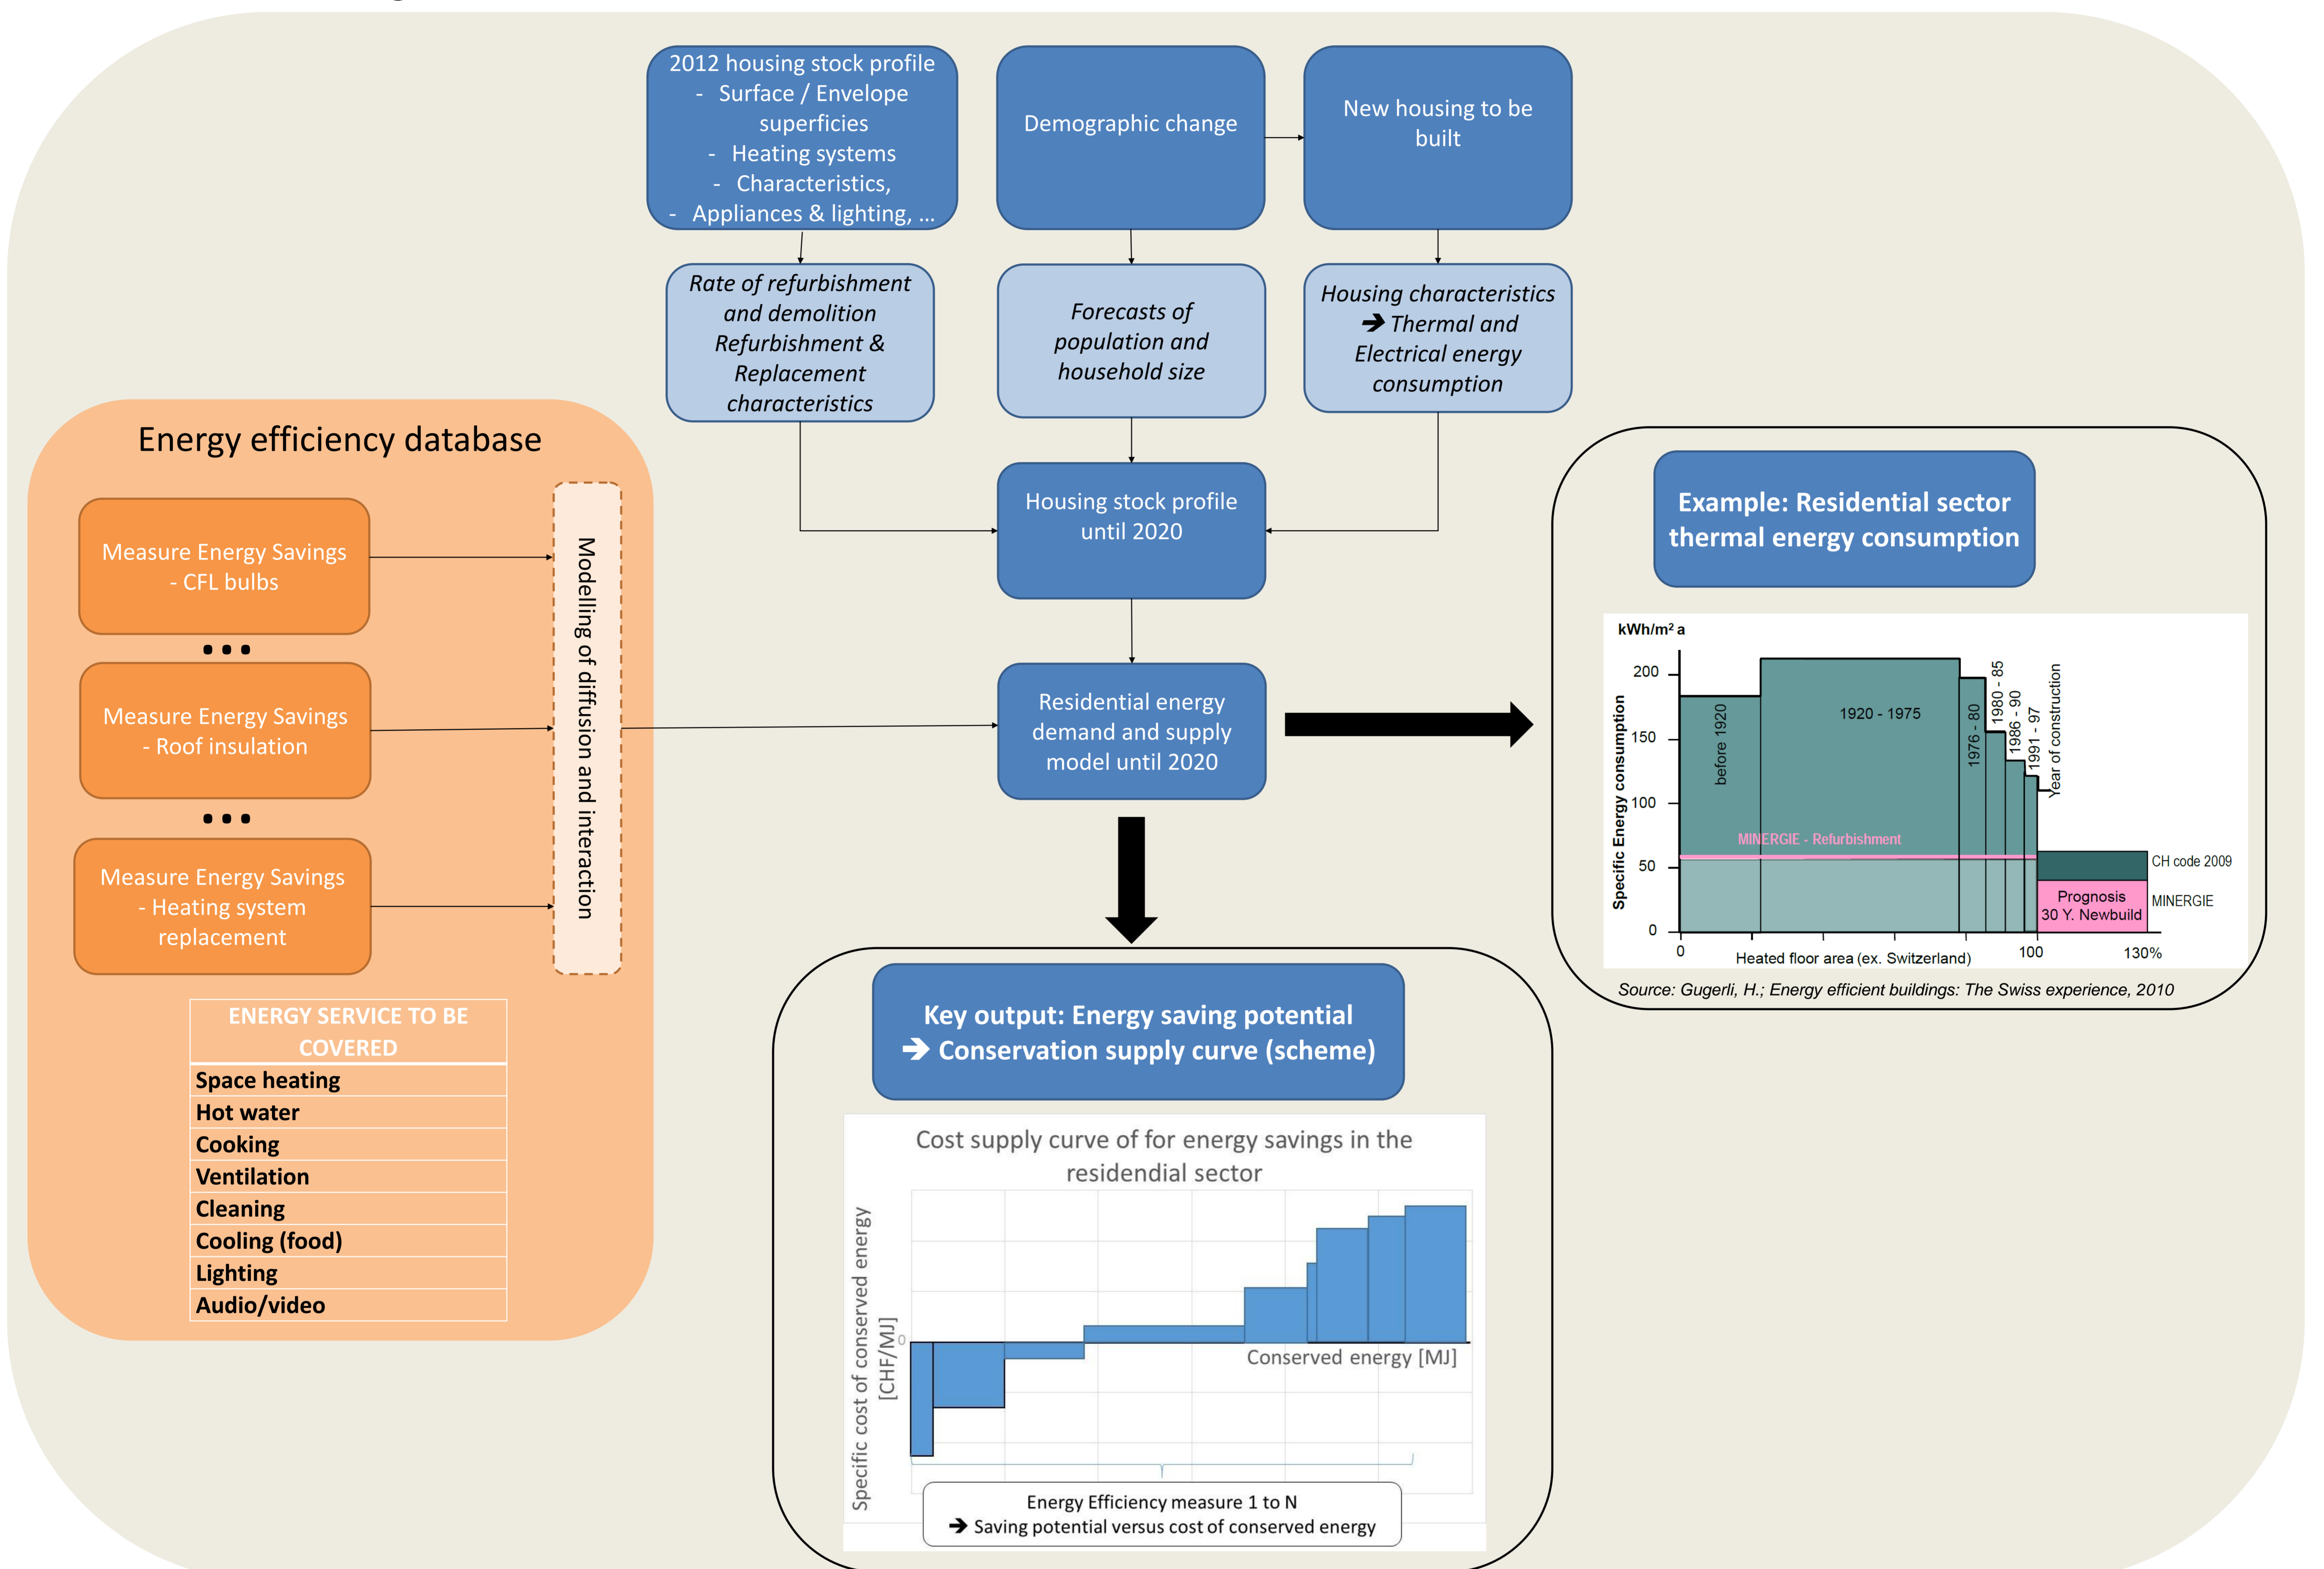 2012 housing stock profile
- Surface / Envelope
superficies
- Heating systems
- Characteristics,
- Appliances & lighting, ...
Demographic change
New housing to be
built
Rate of refurbishment
and demolition
Refurbishment &
Replacement
characteristics
Forecasts of
population and
household size
Housing characteristics
➔ Thermal and
Electrical energy
consumption
Housing stock profile
until 2020
Residential energy
demand and supply
model until 2020
Energy efficiency database
Measure Energy Savings
- CFL bulbs
...
Measure Energy Savings
- Roof insulation
...
Measure Energy Savings
- Heating system
replacement
Modelling of diffusion and interaction
ENERGY SERVICE TO BE
COVERED
Space heating
Hot water
Cooking
Ventilation
Cleaning
Cooling (food)
Lighting
Audio/video
Example: Residential sector
thermal energy consumption
kWh/m² a
Specific Energy consumption
200
150
100
50
0
before 1920
1920 - 1975
1976 - 80
1980 - 85
1986 - 90
1991 - 97
Year of construction
MINERGIE - Refurbishment
CH code 2009
Prognosis
30 Y. Newbuild
MINERGIE
0
Heated floor area (ex. Switzerland)
100
130%
Source: Gugerli, H.; Energy efficient buildings: The Swiss experience, 2010
Key output: Energy saving potential
➔ Conservation supply curve (scheme)
Cost supply curve of for energy savings in the
residendial sector
Specific cost of conserved energy
[CHF/MJ]
0
Conserved energy [MJ]
Energy Efficiency measure 1 to N
➔ Saving potential versus cost of conserved energy